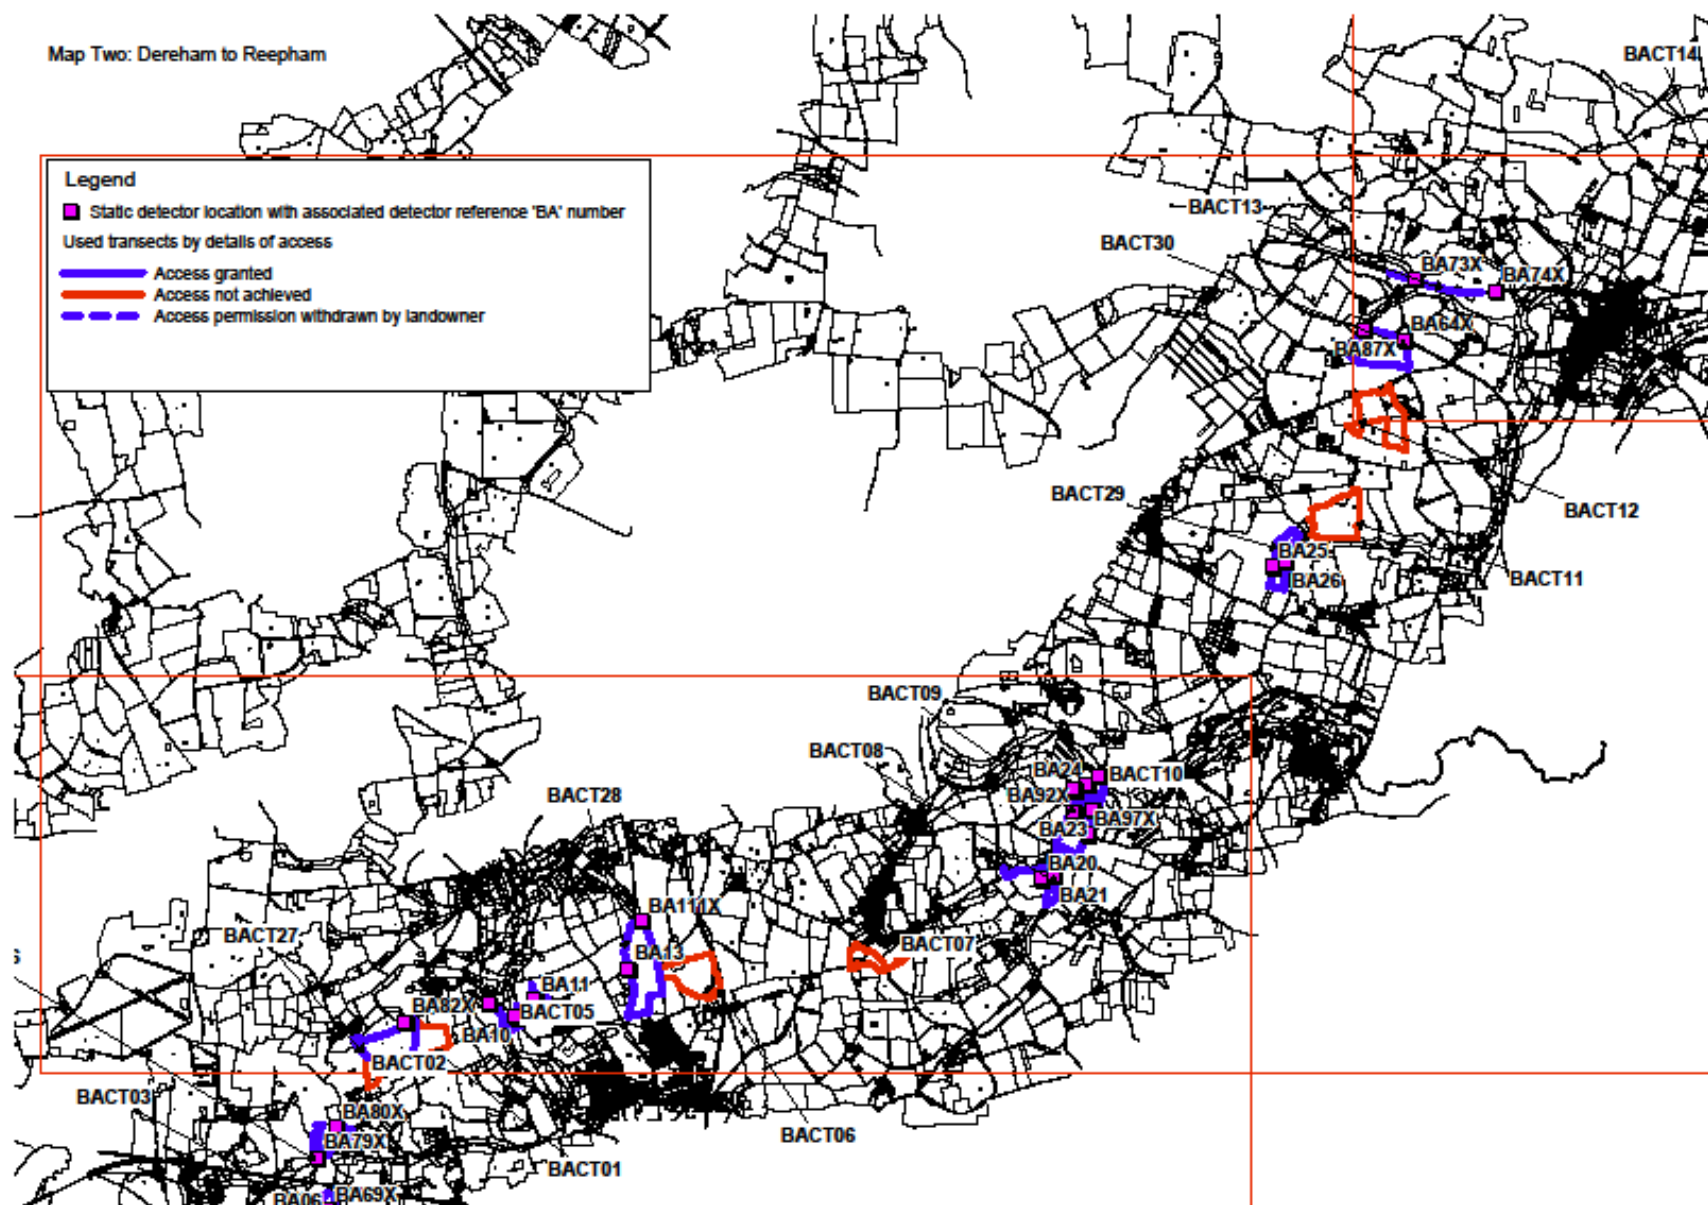 Map Two: Dereham to Reepham
BACT14
Legend
Static detector location with associated detector reference 'BA' number
Used transects by details of access
Access granted
Access not achieved
Access permission withdrawn by landowner
BACT13
BACT30
BA73X
BA74X
BA64X
BA87X
BACT29
BACT12
BA25
BA26
BACT11
BACT09
BACT08
BA24
BACT10
BA92X
BA97X
BA23
BACT28
BA20
BA21
BA111X
BACT27
BACT07
BA13
BA11
BA82X
BACT05
BA10
BACT02
BACT03
BA80X
BACT06
BA79X
BACT01
BA06
BA69X